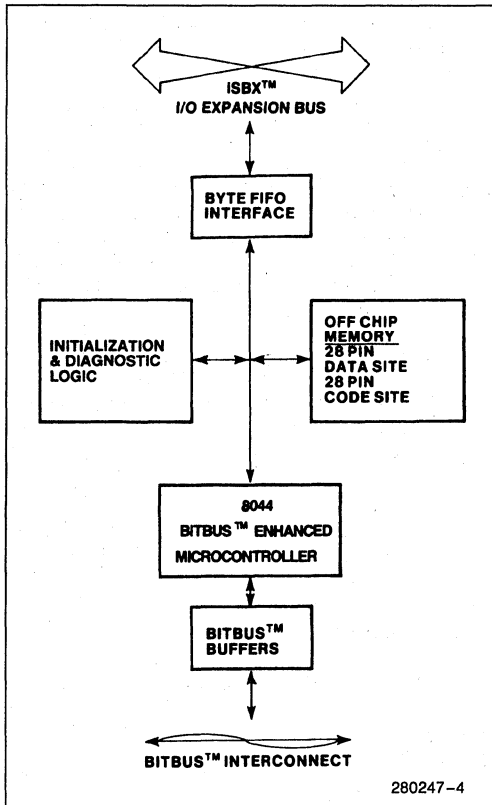 iSBX™
I/O EXPANSION BUS
BYTE FIFO
INTERFACE
INITIALIZATION
& DIAGNOSTIC
LOGIC
OFF CHIP
MEMORY
28 PIN
DATA SITE
28 PIN
CODE SITE
8044
BITBUS™ ENHANCED
MICROCONTROLLER
BITBUS™
BUFFERS
BITBUS™ INTERCONNECT
280247-4